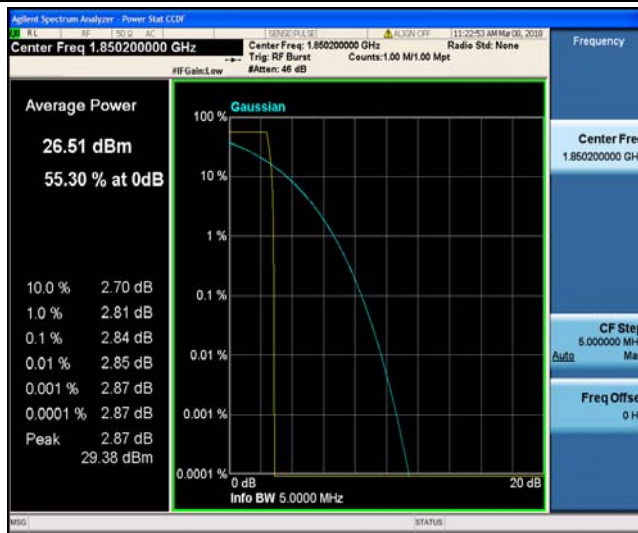 Agilent Spectrum Analyzer - Power Stat CCDF
RL RF 50 Ω AC SENSE:PULSE ALIGN OFF 11:22:53 AM Mar 08, 2018
Center Freq 1.850200000 GHz
Center Freq: 1.850200000 GHz Radio Std: None
Trig: RF Burst Counts:1.00 M/1.00 Mpt
#IFGain:Low #Atten: 46 dB
Frequency
Average Power
26.51 dBm
55.30 % at 0dB
10.0 % 2.70 dB
1.0 % 2.81 dB
0.1 % 2.84 dB
0.01 % 2.85 dB
0.001 % 2.87 dB
0.0001 % 2.87 dB
Peak 2.87 dB
29.38 dBm
Gaussian
100 %
10 %
1 %
0.1 %
0.01 %
0.001 %
0.0001 %
0 dB 20 dB
Info BW 5.0000 MHz
Center Fre
1.850200000 GH
CF Step
5.000000 MH
Auto Ma
Freq Offse
0 H
MSG STATUS